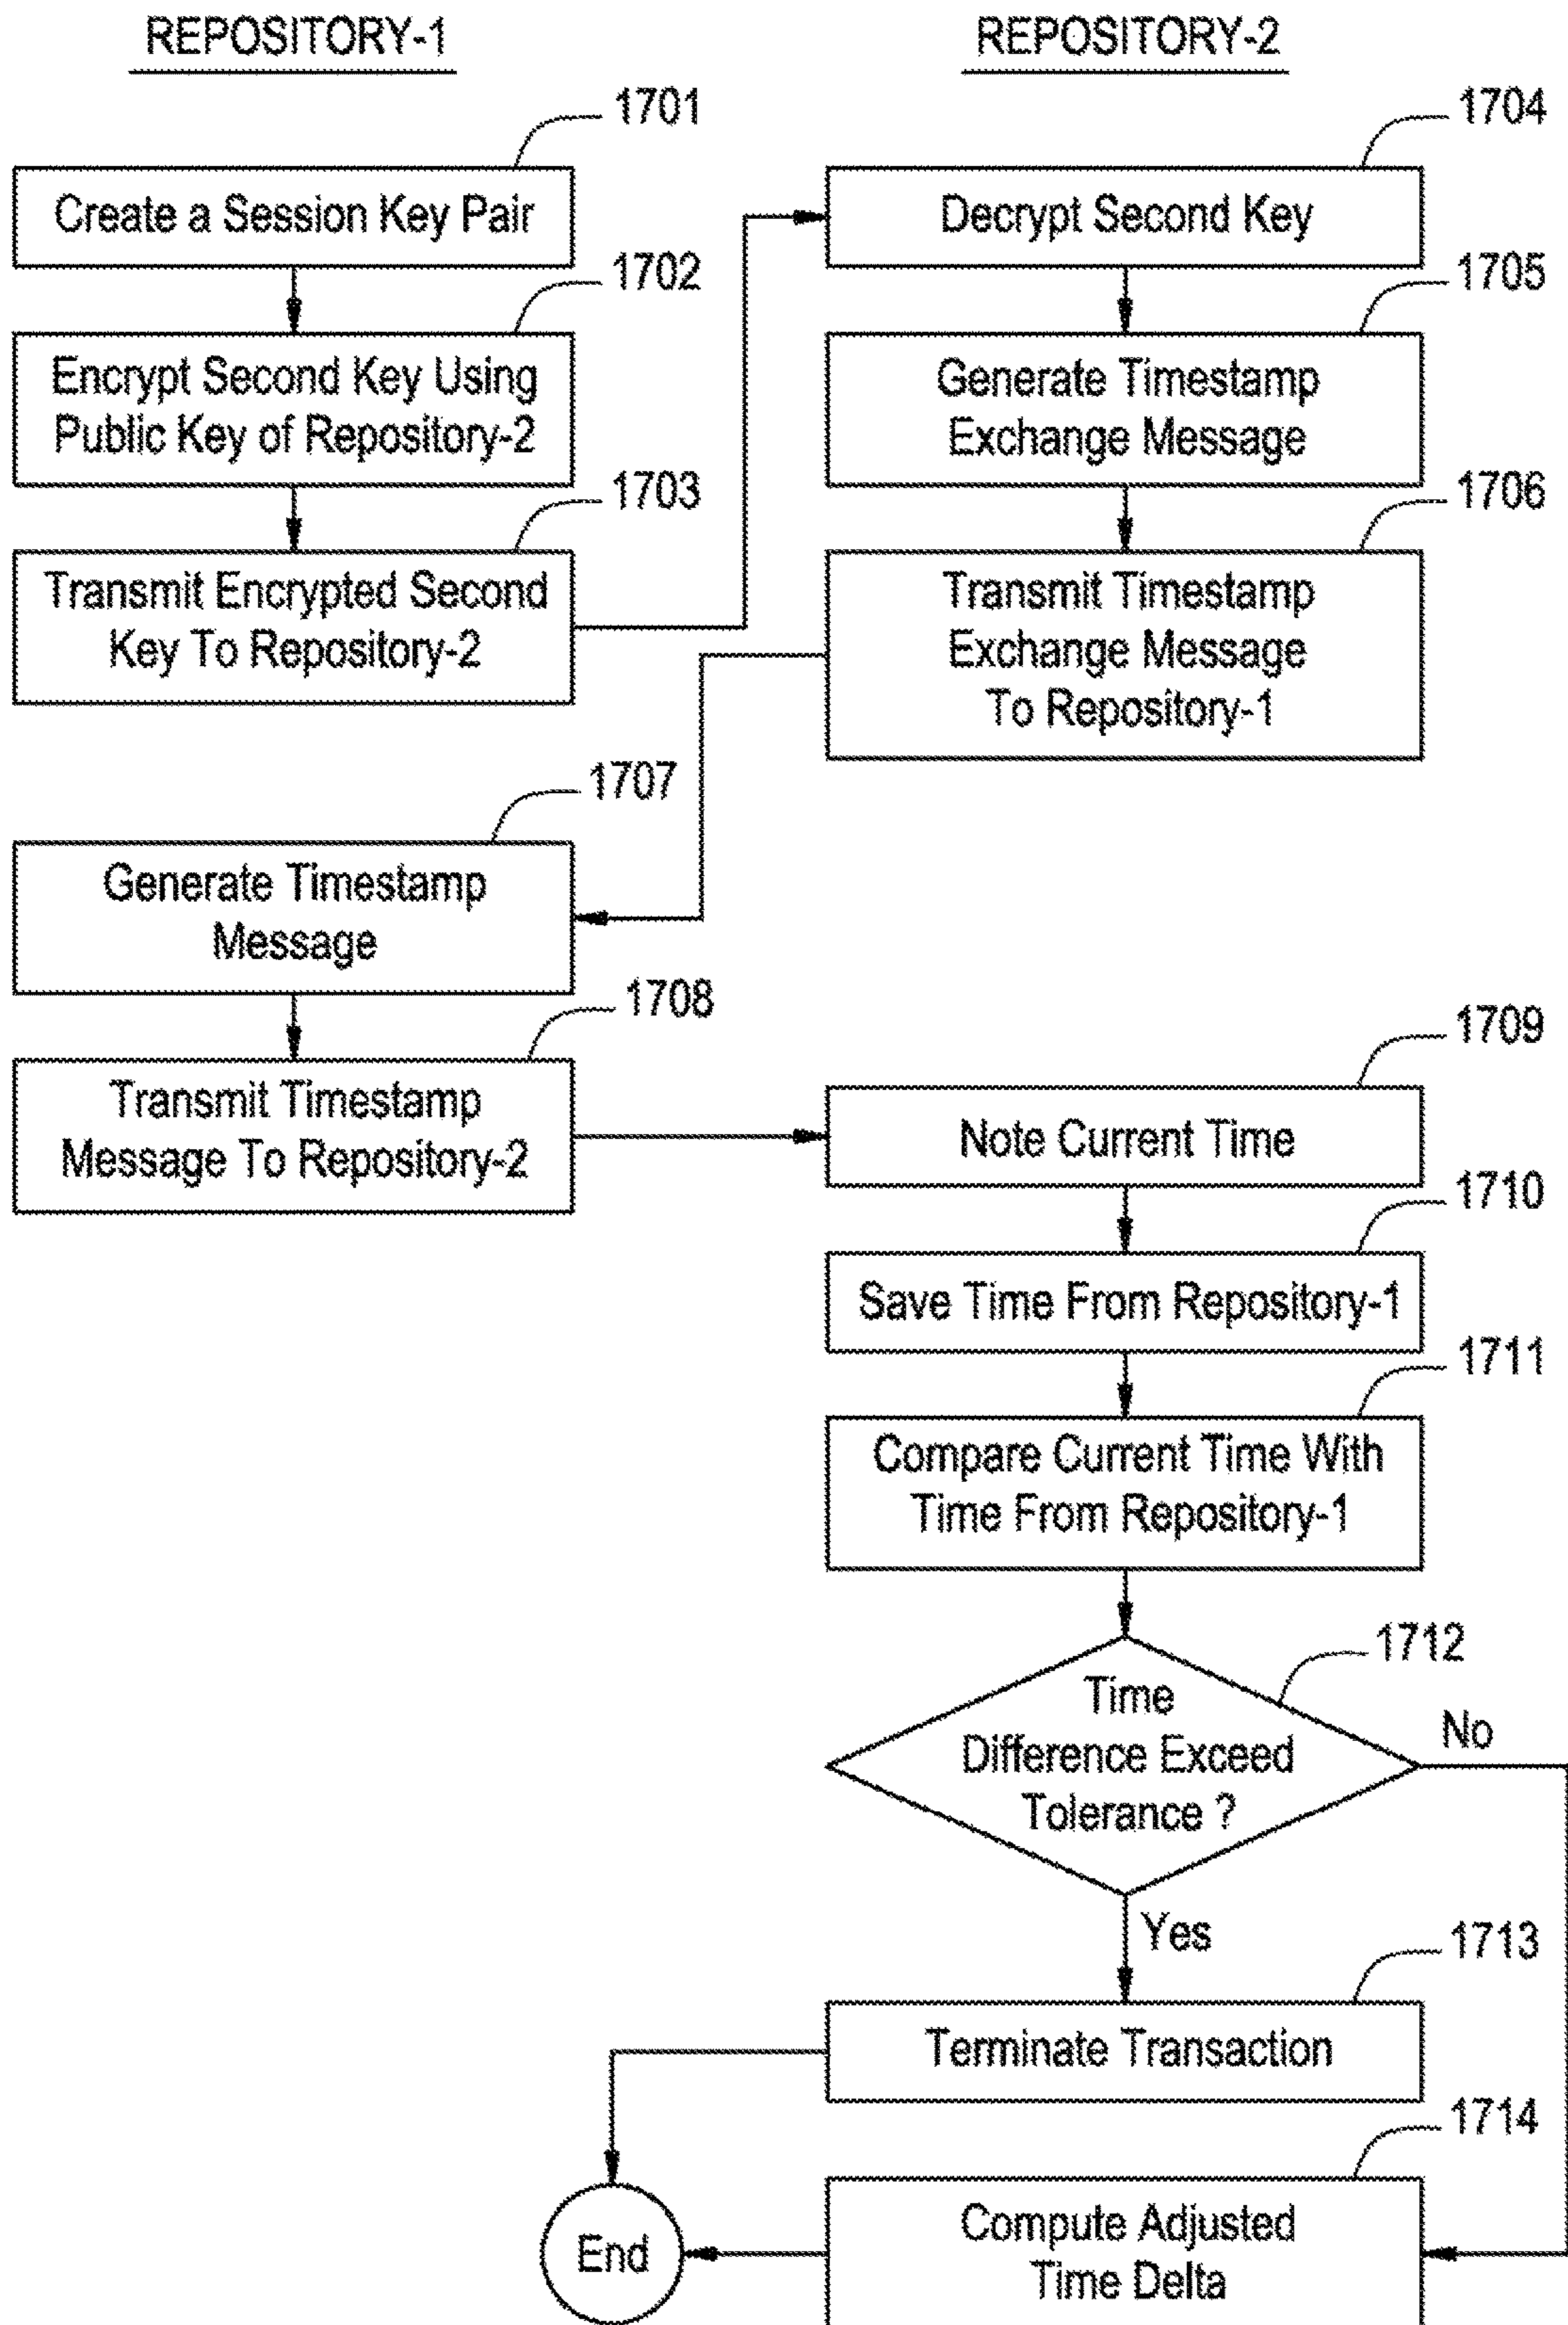 REPOSITORY-1
REPOSITORY-2
1701
Create a Session Key Pair
1702
Encrypt Second Key Using
Public Key of Repository-2
1703
Transmit Encrypted Second
Key To Repository-2
1704
Decrypt Second Key
1705
Generate Timestamp
Exchange Message
1706
Transmit Timestamp
Exchange Message
To Repository-1
1707
Generate Timestamp
Message
1708
Transmit Timestamp
Message To Repository-2
1709
Note Current Time
1710
Save Time From Repository-1
1711
Compare Current Time With
Time From Repository-1
1712
Time
Difference Exceed
Tolerance ?
No
Yes
1713
Terminate Transaction
1714
Compute Adjusted
Time Delta
End